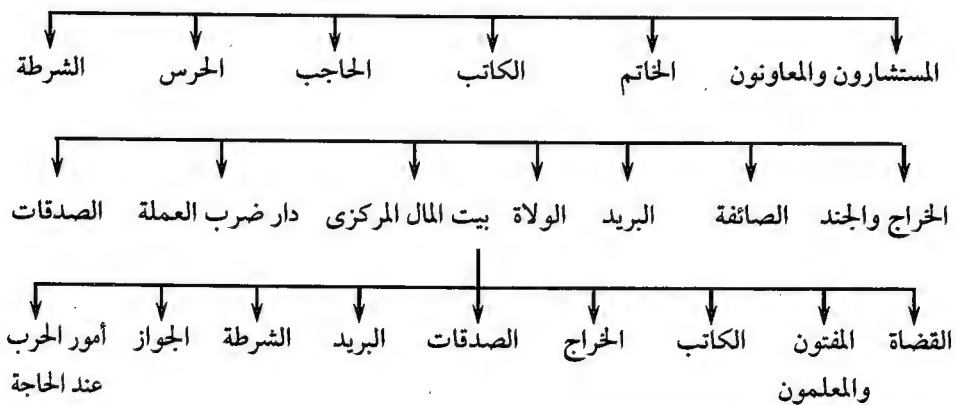 المستشارون والمعاونون الخاتم الكاتب الحاجب الحرس الشرطة
الخراج والجند الصائفة البريد الولاة بيت المال المركزى دار ضرب العملة الصدقات
القضاة المفتون الكاتب الخراج الصدقات البريد الشرطة الجواز أمور الحرب
والمعلمون عند الحاجة